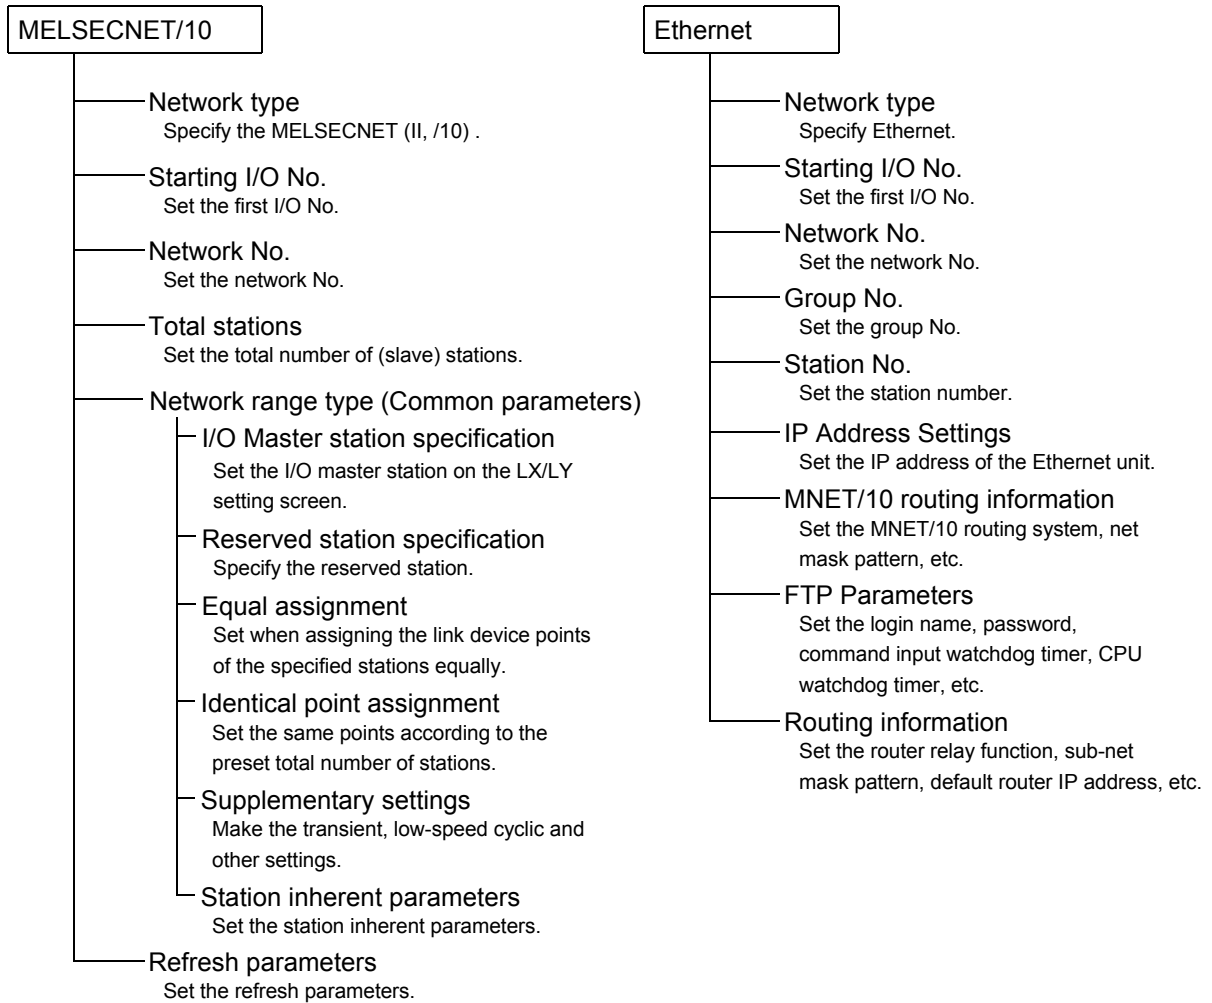 MELSECNET/10
Network type
Specify the MELSECNET (II, /10) .
Starting I/O No.
Set the first I/O No.
Network No.
Set the network No.
Total stations
Set the total number of (slave) stations.
Network range type (Common parameters)
I/O Master station specification
Set the I/O master station on the LX/LY
setting screen.
Reserved station specification
Specify the reserved station.
Equal assignment
Set when assigning the link device points
of the specified stations equally.
Identical point assignment
Set the same points according to the
preset total number of stations.
Supplementary settings
Make the transient, low-speed cyclic and
other settings.
Station inherent parameters
Set the station inherent parameters.
Refresh parameters
Set the refresh parameters.
Ethernet
Network type
Specify Ethernet.
Starting I/O No.
Set the first I/O No.
Network No.
Set the network No.
Group No.
Set the group No.
Station No.
Set the station number.
IP Address Settings
Set the IP address of the Ethernet unit.
MNET/10 routing information
Set the MNET/10 routing system, net
mask pattern, etc.
FTP Parameters
Set the login name, password,
command input watchdog timer, CPU
watchdog timer, etc.
Routing information
Set the router relay function, sub-net
mask pattern, default router IP address, etc.